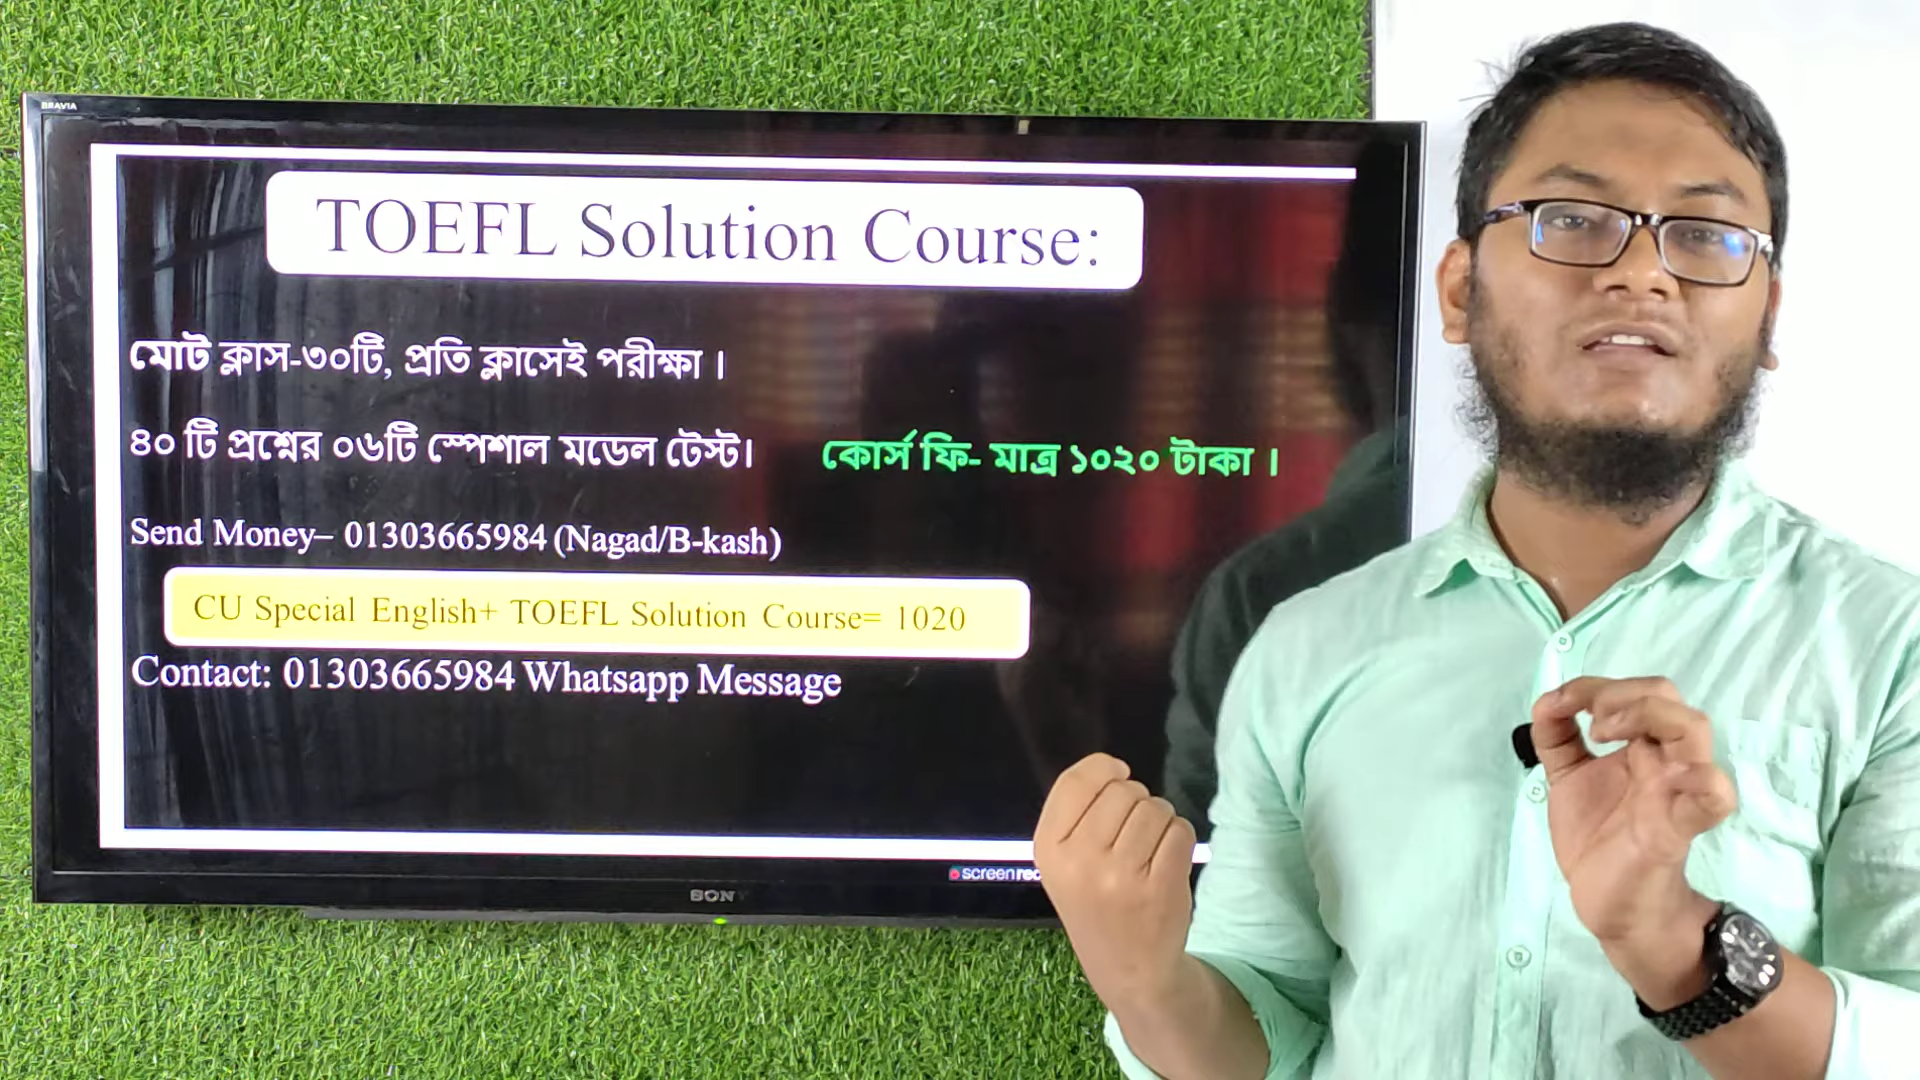 BRAVIA
TOEFL Solution Course:
মোট ক্লাস-৩০টি, প্রতি ক্লাসেই পরীক্ষা ।
৪০ টি প্রশ্নের ০৬টি স্পেশাল মডেল টেস্ট।
কোর্স ফি- মাত্র ১০২০ টাকা ।
Send Money– 01303665984 (Nagad/B-kash)
CU Special English+ TOEFL Solution Course= 1020
Contact: 01303665984 Whatsapp Message
screenrec
SONY